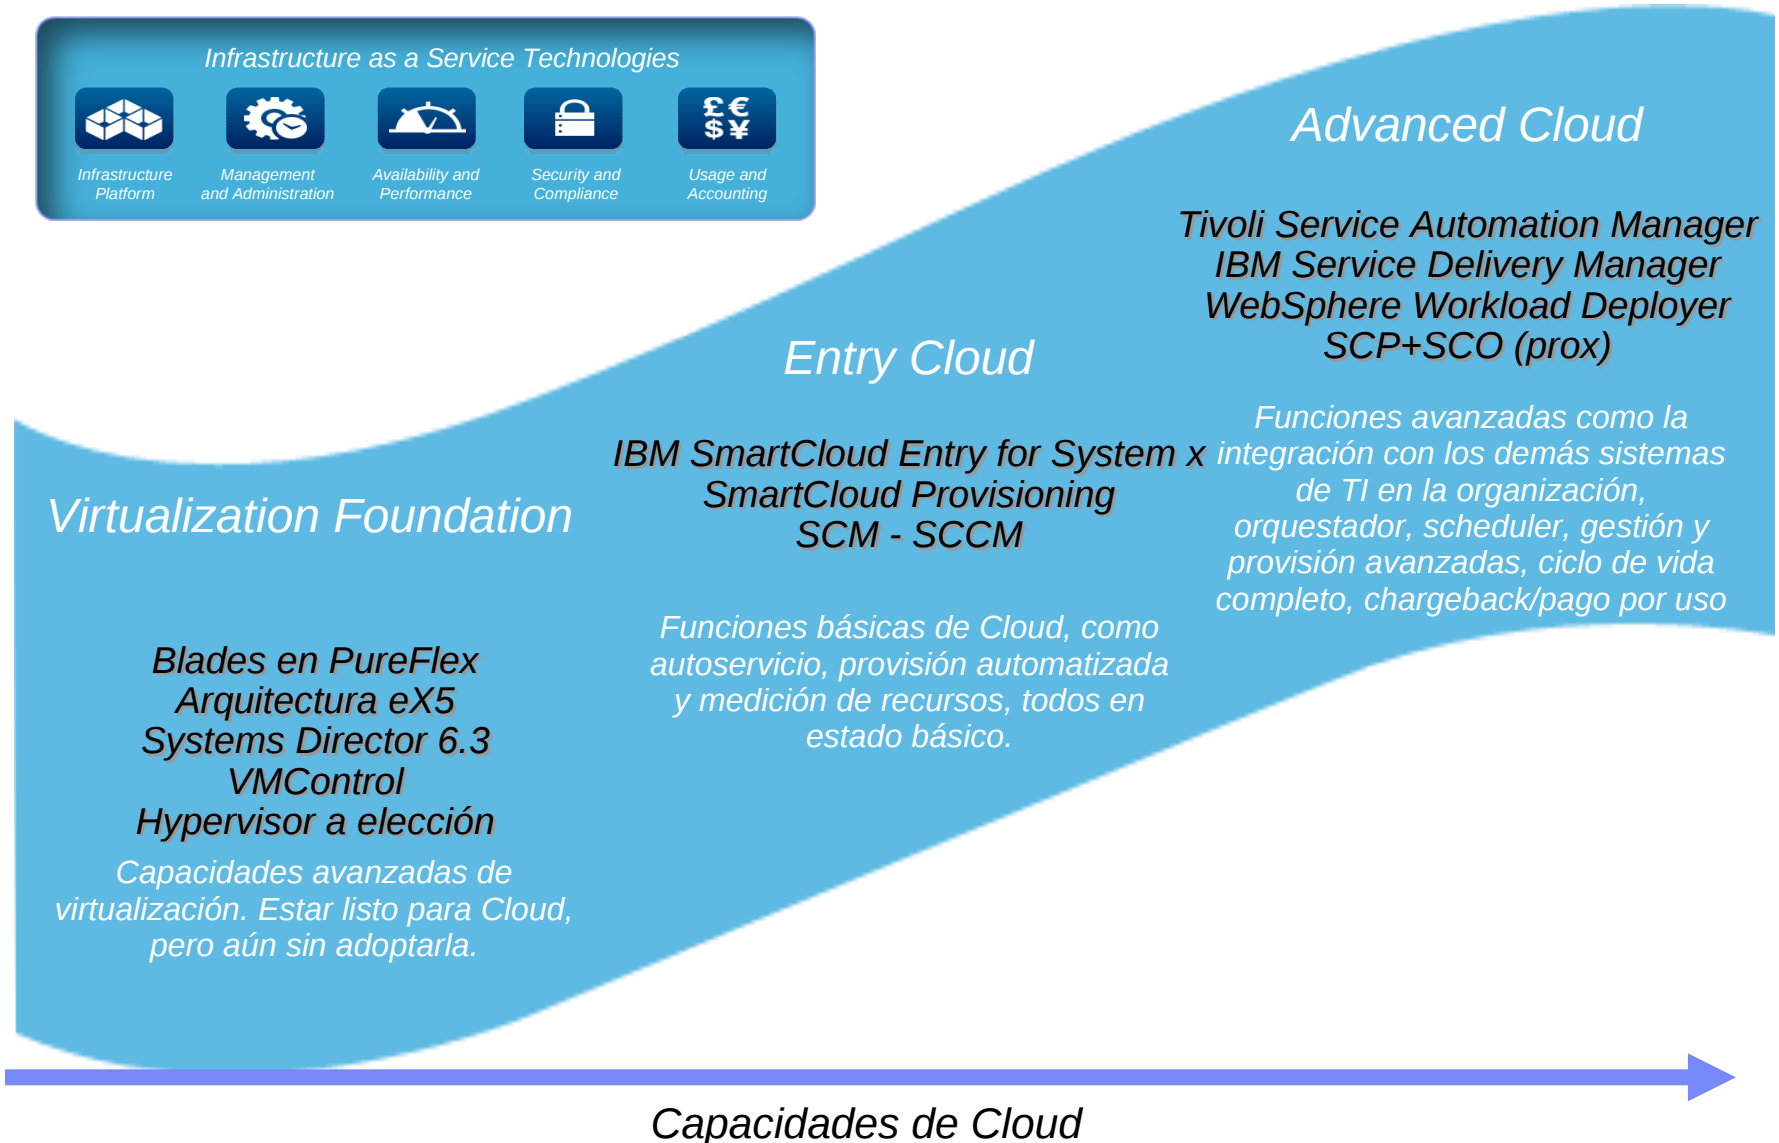 Infrastructure as a Service Technologies
£ €
$ ¥
Infrastructure
Platform
Management
and Administration
Availability and
Performance
Security and
Compliance
Usage and
Accounting
Virtualization Foundation
Blades en PureFlex
Arquitectura eX5
Systems Director 6.3
VMControl
Hypervisor a elección
Capacidades avanzadas de
virtualización. Estar listo para Cloud,
pero aún sin adoptarla.
Entry Cloud
IBM SmartCloud Entry for System x
SmartCloud Provisioning
SCM - SCCM
Funciones básicas de Cloud, como
autoservicio, provisión automatizada
y medición de recursos, todos en
estado básico.
Advanced Cloud
Tivoli Service Automation Manager
IBM Service Delivery Manager
WebSphere Workload Deployer
SCP+SCO (prox)
Funciones avanzadas como la
integración con los demás sistemas
de TI en la organización,
orquestador, scheduler, gestión y
provisión avanzadas, ciclo de vida
completo, chargeback/pago por uso
Capacidades de Cloud